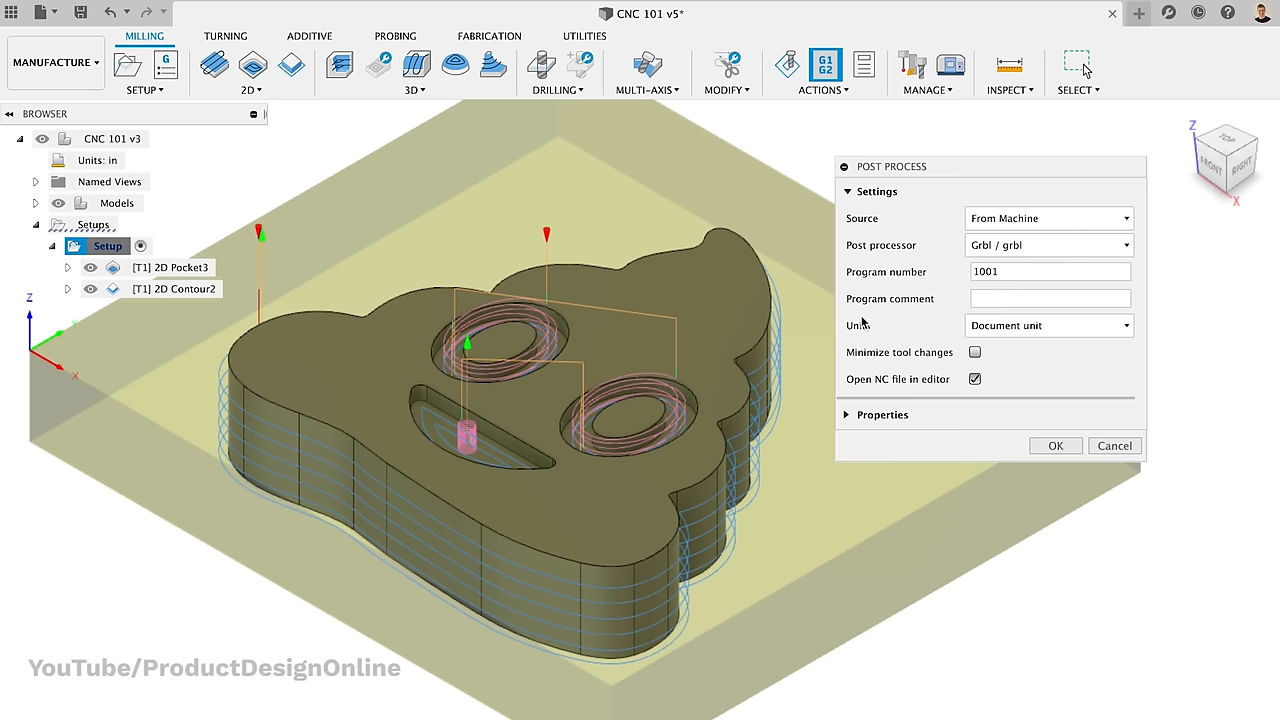 CNC 101 v5*
MILLING TURNING ADDITIVE PROBING FABRICATION UTILITIES
MANUFACTURE
G
G1
G2
SETUP 2D 3D DRILLING MULTI-AXIS MODIFY ACTIONS MANAGE INSPECT SELECT
BROWSER
CNC 101 v3
Units: in
Named Views
Models
Setups
Setup
[T1] 2D Pocket3
[T1] 2D Contour2
Z
X
POST PROCESS
Settings
Source From Machine
Post processor Grbl / grbl
Program number 1001
Program comment
Document unit
Minimize tool changes
Open NC file in editor
Properties
OK Cancel
Z
TOP
FRONT RIGHT
X
YouTube/ProductDesignOnline